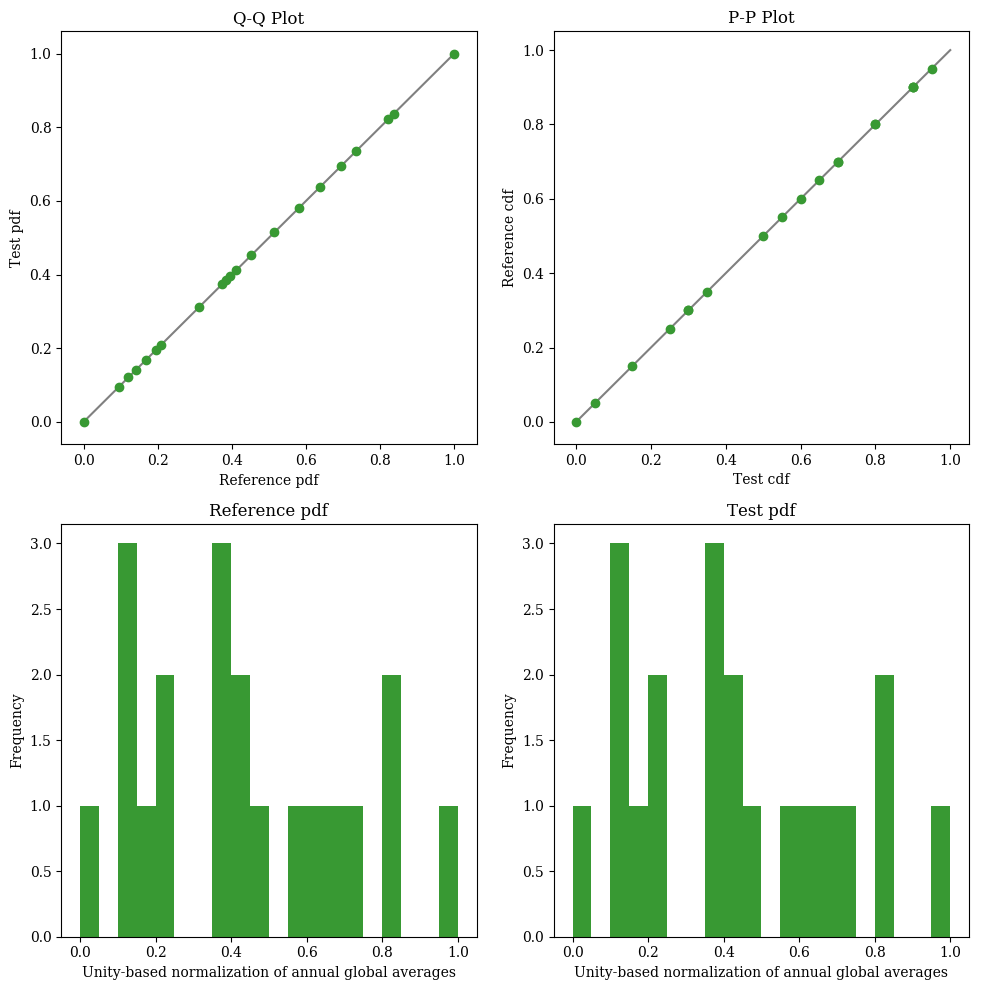 Q-Q Plot
1.0
0.8
0.6
0.4
0.2
0.0
Test pdf
0.0 0.2 0.4 0.6 0.8 1.0
Reference pdf
P-P Plot
1.0
0.8
0.6
0.4
0.2
0.0
Reference cdf
0.0 0.2 0.4 0.6 0.8 1.0
Test cdf
Reference pdf
3.0
2.5
2.0
1.5
1.0
0.5
0.0
Frequency
0.0 0.2 0.4 0.6 0.8 1.0
Unity-based normalization of annual global averages
Test pdf
3.0
2.5
2.0
1.5
1.0
0.5
0.0
Frequency
0.0 0.2 0.4 0.6 0.8 1.0
Unity-based normalization of annual global averages